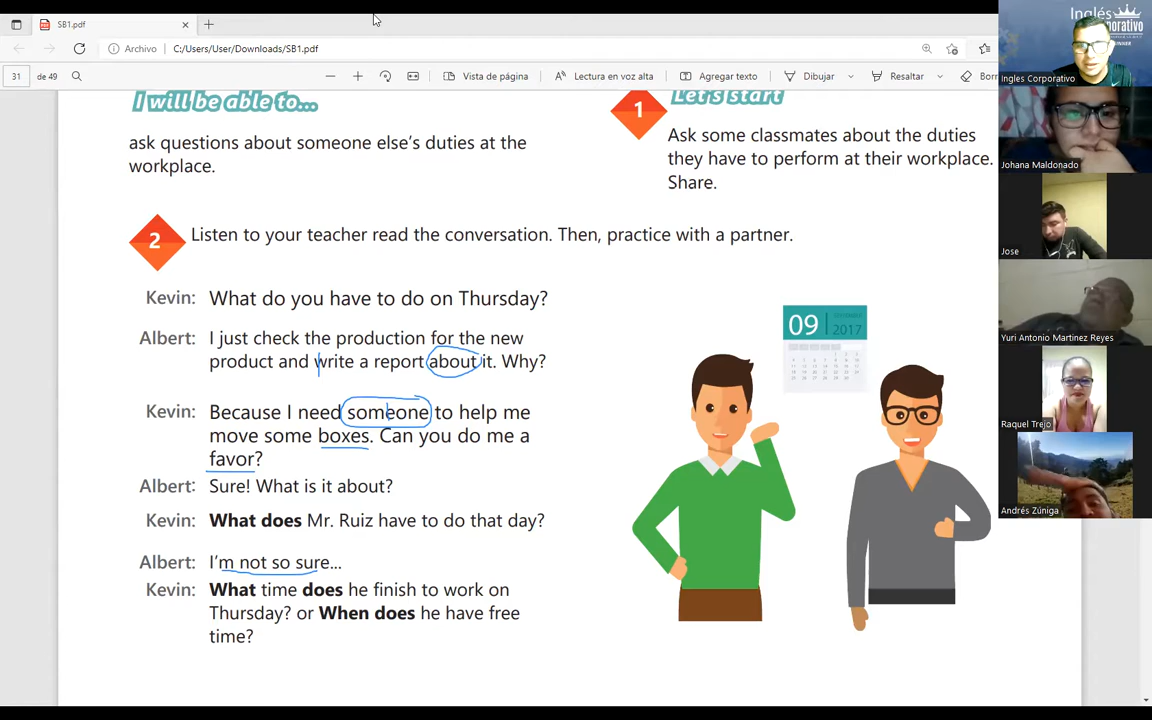 SB1.pdf
Archivo C:/Users/User/Downloads/SB1.pdf
31 de 49
Vista de página
Lectura en voz alta
Agregar texto
Dibujar
Resaltar
I will be able to...
ask questions about someone else's duties at the
workplace.
1
Let's start
Ask some classmates about the duties
they have to perform at their workplace.
Share.
2
Listen to your teacher read the conversation. Then, practice with a partner.
Kevin: What do you have to do on Thursday?
Albert: I just check the production for the new
product and write a report about it. Why?
Kevin: Because I need someone to help me
move some boxes. Can you do me a
favor?
Albert: Sure! What is it about?
Kevin: What does Mr. Ruiz have to do that day?
Albert: I'm not so sure...
Kevin: What time does he finish to work on
Thursday? or When does he have free
time?
09
2017
Inglés
Ingles Corporativo
Johana Maldonado
Jose
Yuri Antonio Martinez Reyes
Raquel Trejo
Andrés Zúniga